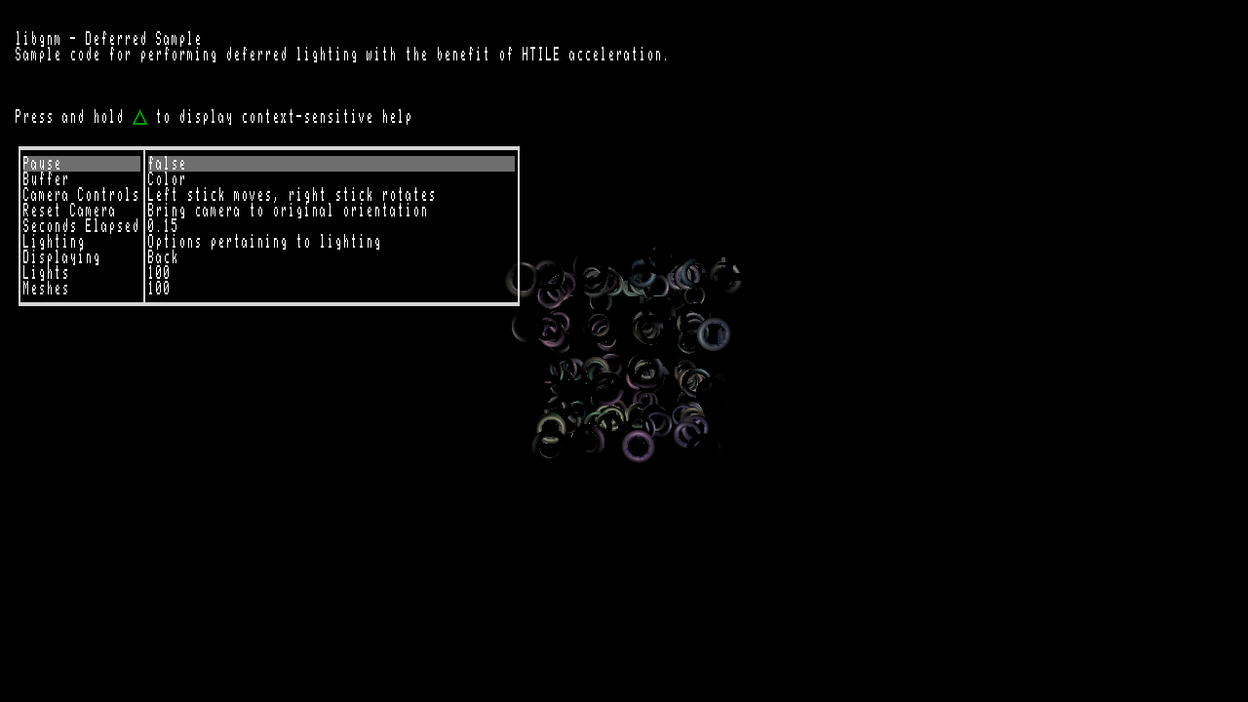 libgnm - Deferred Sample
Sample code for performing deferred lighting with the benefit of HTILE acceleration.
Press and hold △ to display context-sensitive help
Pause false
Buffer Color
Camera Controls Left stick moves, right stick rotates
Reset Camera Bring camera to original orientation
Seconds Elapsed 0.15
Lighting Options pertaining to lighting
Displaying Back
Lights 100
Meshes 100